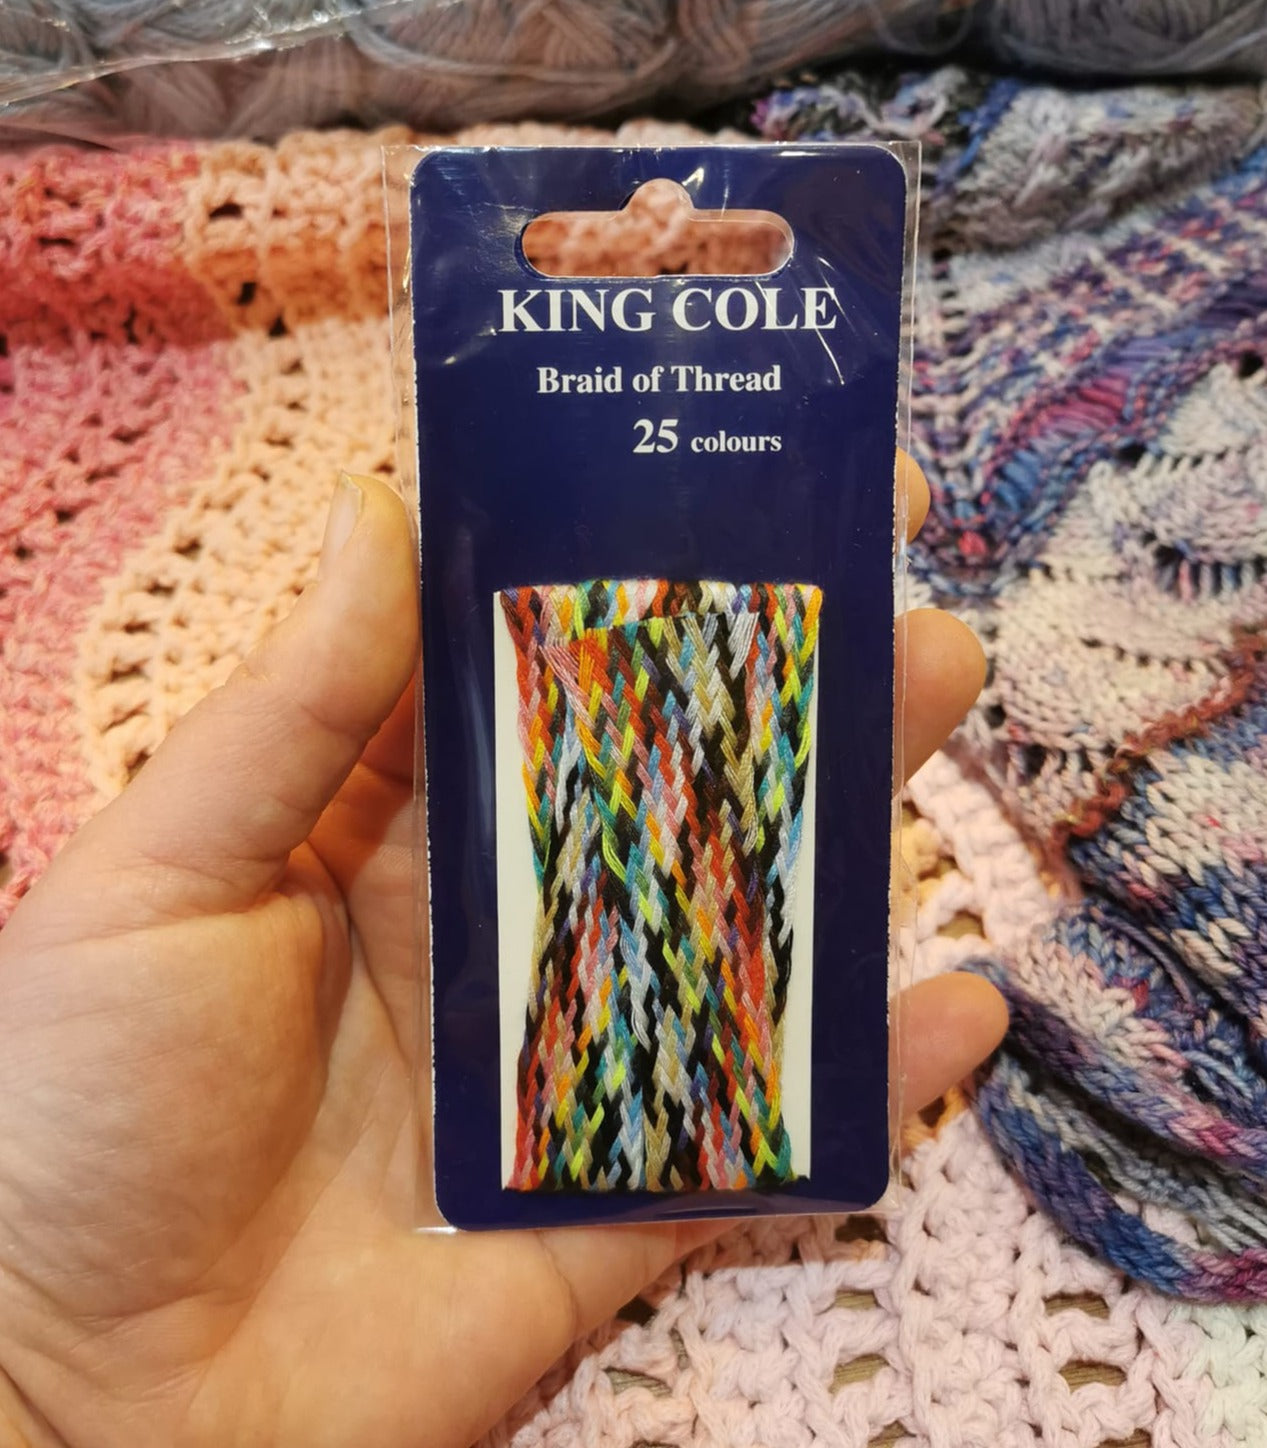 KING COLE
Braid of Thread
25 colours